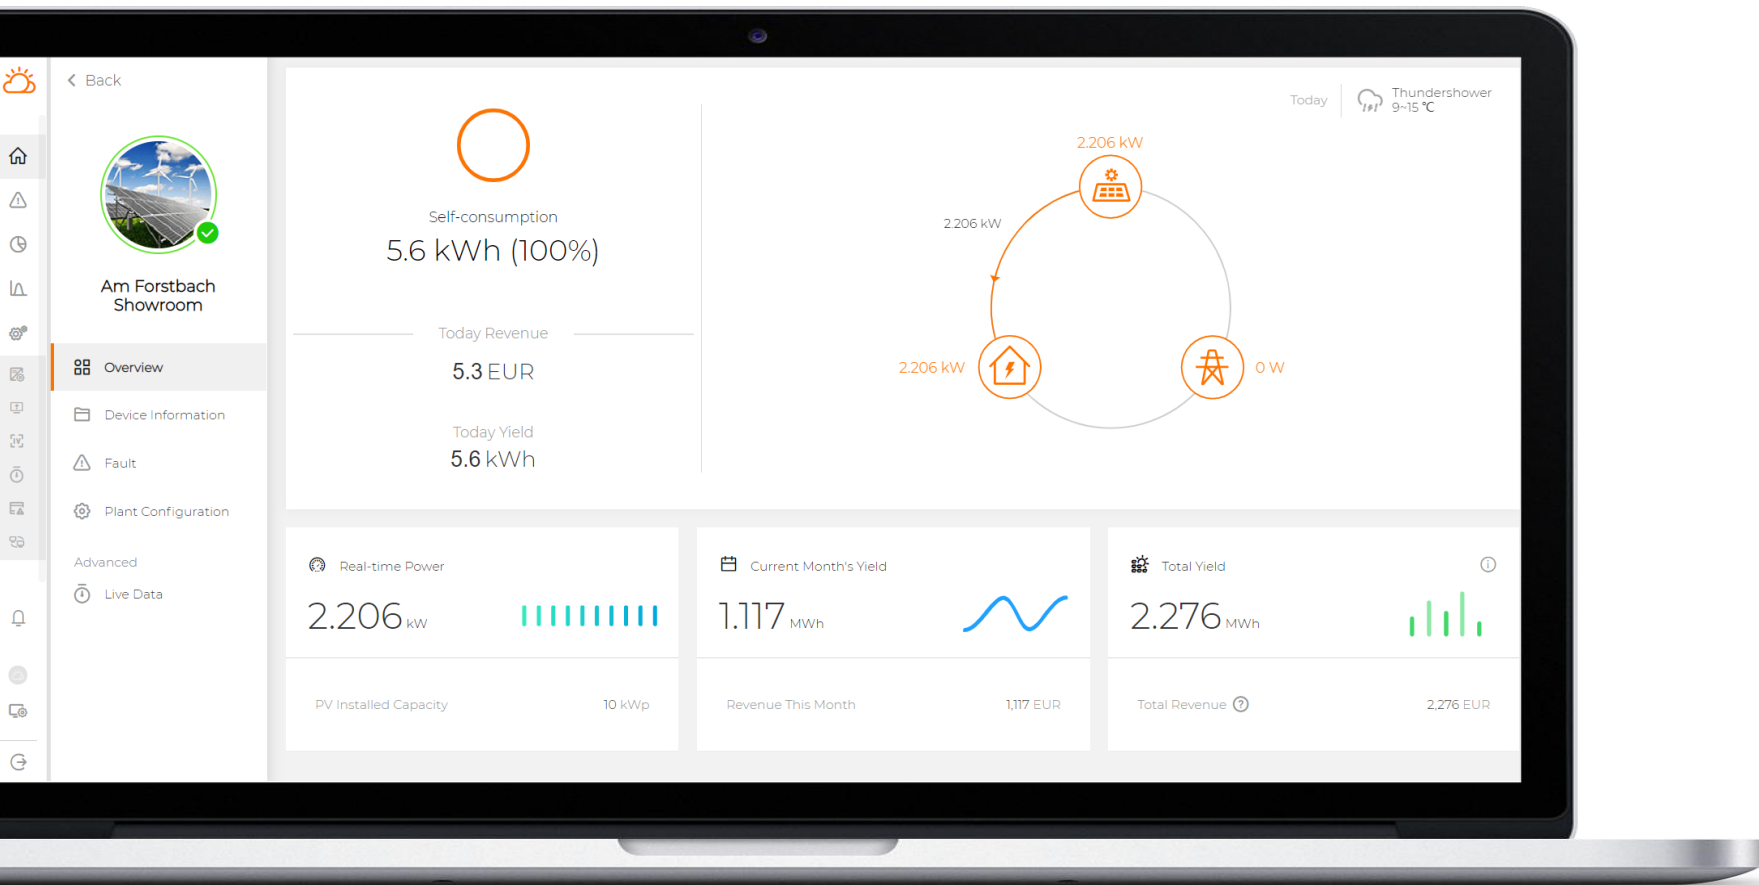 Back
Am Forstbach
Showroom
Overview
Device Information
Fault
Plant Configuration
Advanced
Live Data
Self-consumption
5.6 kWh (100%)
Today Revenue
5.3 EUR
Today Yield
5.6 kWh
Today
Thundershower
9~15 ℃
2.206 kW
2.206 kW
2.206 kW
0 W
Real-time Power
2.206 kW
PV Installed Capacity 10 kWp
Current Month's Yield
1.117 MWh
Revenue This Month 1,117 EUR
Total Yield
2.276 MWh
Total Revenue 2,276 EUR